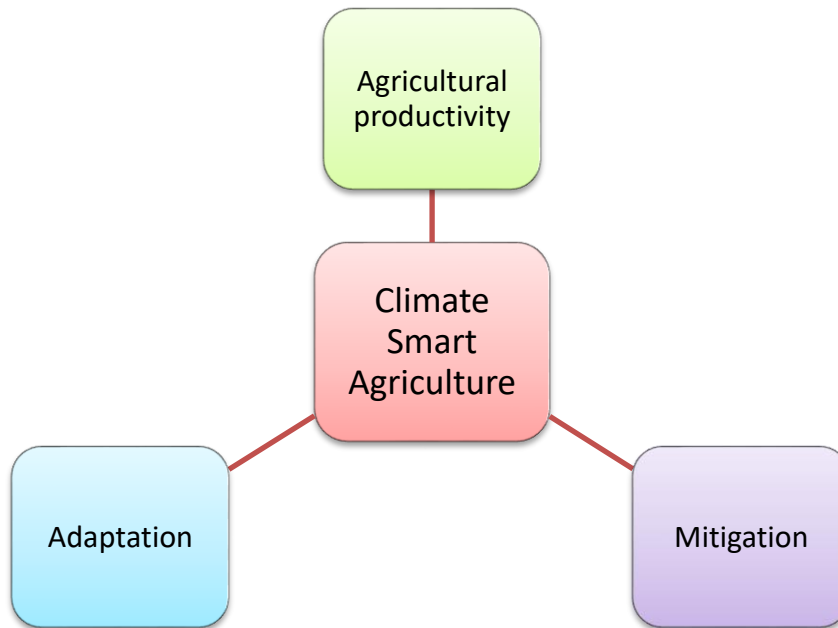 Agricultural
productivity
Climate
Smart
Agriculture
Adaptation
Mitigation